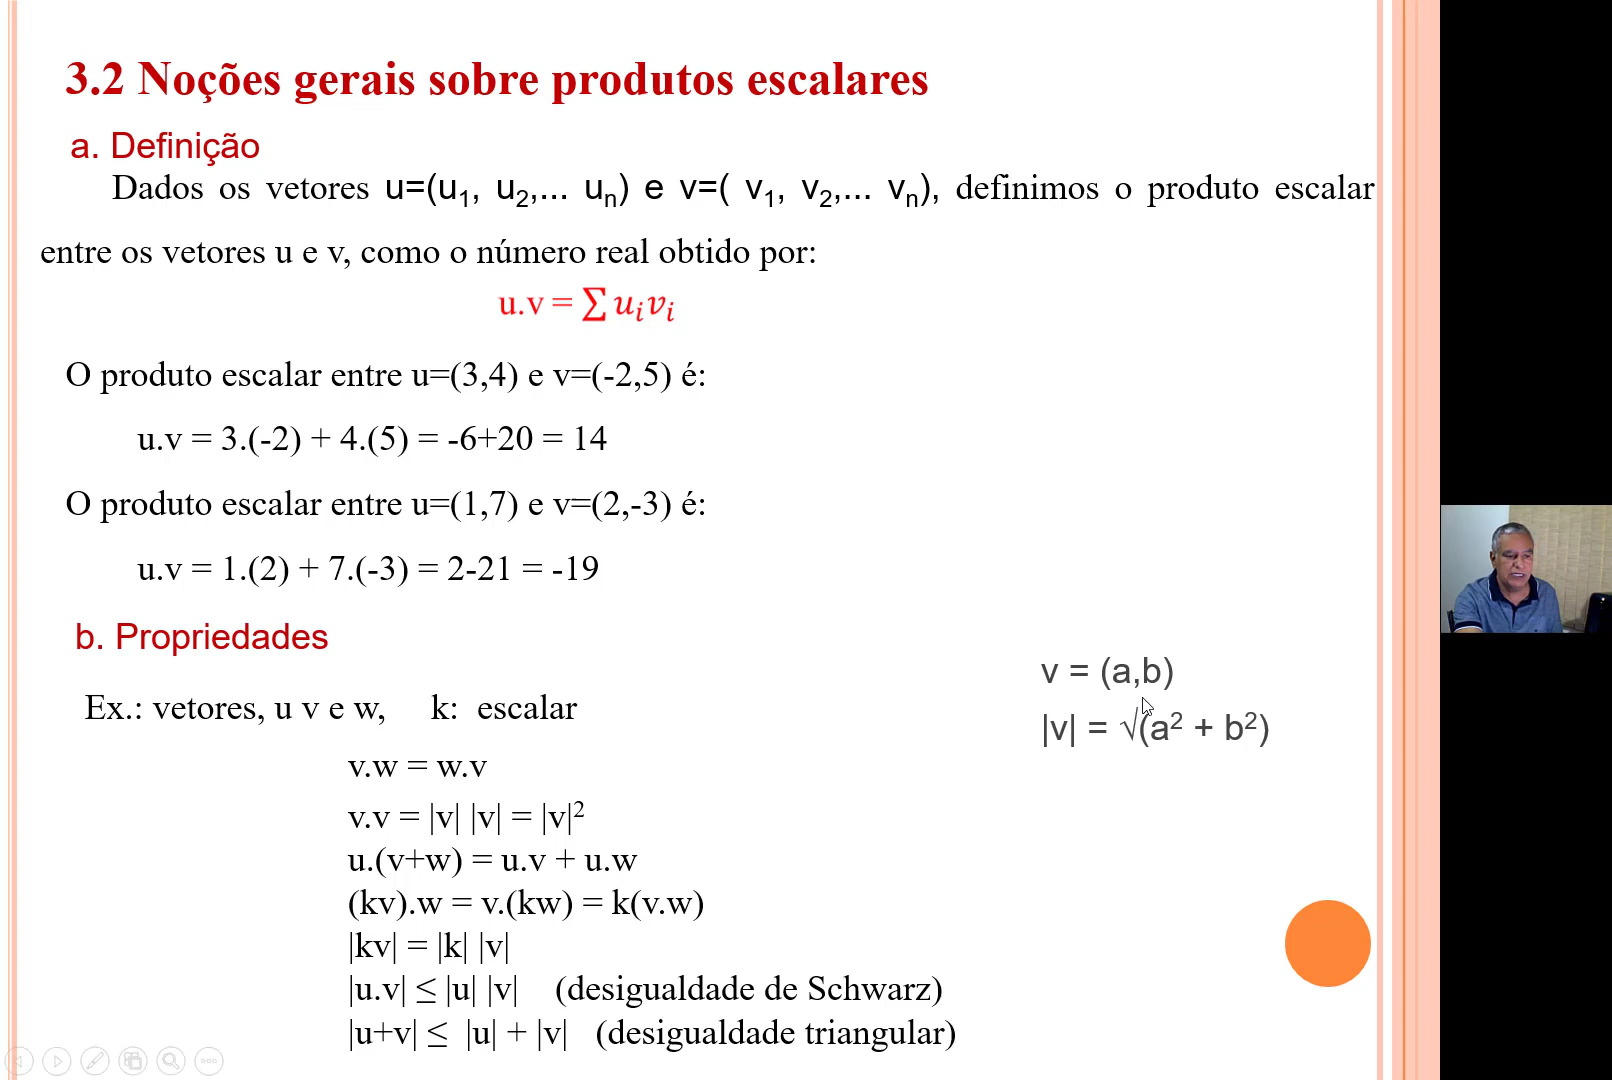 3.2 Noções gerais sobre produtos escalares
a. Definição
Dados os vetores u=(u₁, u₂,... uₙ) e v=( v₁, v₂,... vₙ), definimos o produto escalar
entre os vetores u e v, como o número real obtido por:
u.v = ∑ uᵢvᵢ
O produto escalar entre u=(3,4) e v=(-2,5) é:
u.v = 3.(-2) + 4.(5) = -6+20 = 14
O produto escalar entre u=(1,7) e v=(2,-3) é:
u.v = 1.(2) + 7.(-3) = 2-21 = -19
b. Propriedades
v = (a,b)
|v| = √(a² + b²)
Ex.: vetores, u v e w, k: escalar
v.w = w.v
v.v = |v| |v| = |v|²
u.(v+w) = u.v + u.w
(kv).w = v.(kw) = k(v.w)
|kv| = |k| |v|
|u.v| ≤ |u| |v| (desigualdade de Schwarz)
|u+v| ≤ |u| + |v| (desigualdade triangular)